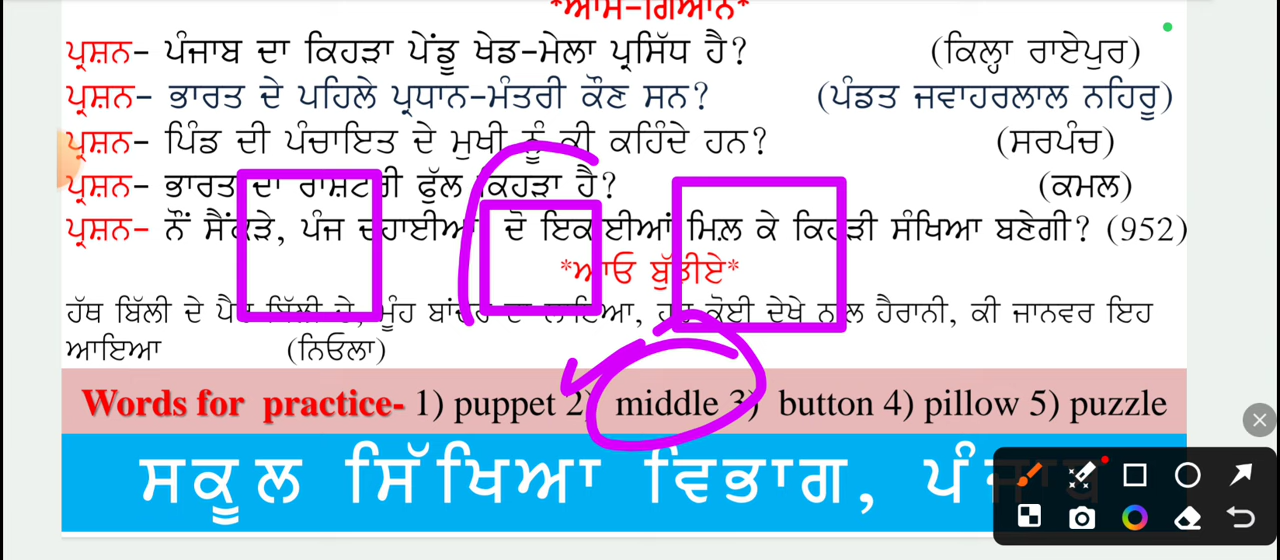 *ਆਸ-ਗਿਆਨ*
ਪ੍ਰਸ਼ਨ- ਪੰਜਾਬ ਦਾ ਕਿਹੜਾ ਪੇਂਡੂ ਖੇਡ-ਮੇਲਾ ਪ੍ਰਸਿੱਧ ਹੈ? (ਕਿਲ੍ਹਾ ਰਾਏਪੁਰ)
ਪ੍ਰਸ਼ਨ- ਭਾਰਤ ਦੇ ਪਹਿਲੇ ਪ੍ਰਧਾਨ-ਮੰਤਰੀ ਕੌਣ ਸਨ? (ਪੰਡਤ ਜਵਾਹਰਲਾਲ ਨਹਿਰੂ)
ਪ੍ਰਸ਼ਨ- ਪਿੰਡ ਦੀ ਪੰਚਾਇਤ ਦੇ ਮੁਖੀ ਨੂੰ ਕੀ ਕਹਿੰਦੇ ਹਨ? (ਸਰਪੰਚ)
ਪ੍ਰਸ਼ਨ- ਭਾਰਤ ਦਾ ਰਾਸ਼ਟਰੀ ਫੁੱਲ ਕਿਹੜਾ ਹੈ? (ਕਮਲ)
ਪ੍ਰਸ਼ਨ- ਨੌਂ ਸੈਂਕੜੇ, ਪੰਜ ਦਹਾਈਆਂ ਦੋ ਇਕਾਈਆਂ ਮਿਲ ਕੇ ਕਿਹੜੀ ਸੰਖਿਆ ਬਣੇਗੀ? (952)
*ਆਓ ਬੁੱਝੀਏ*
ਹੱਥ ਬਿੱਲੀ ਦੇ ਪੈਰ ਬਿੱਲੀ ਦੇ, ਮੂੰਹ ਬਾਂਦਰ ਦਾ ਲਾਇਆ, ਹਰ ਕੋਈ ਦੇਖੇ ਨਾਲ ਹੈਰਾਨੀ, ਕੀ ਜਾਨਵਰ ਇਹ
ਆਇਆ (ਨਿਓਲਾ)
Words for practice- 1) puppet 2) middle 3) button 4) pillow 5) puzzle
ਸਕੂਲ ਸਿੱਖਿਆ ਵਿਭਾਗ, ਪੰਜਾਬ